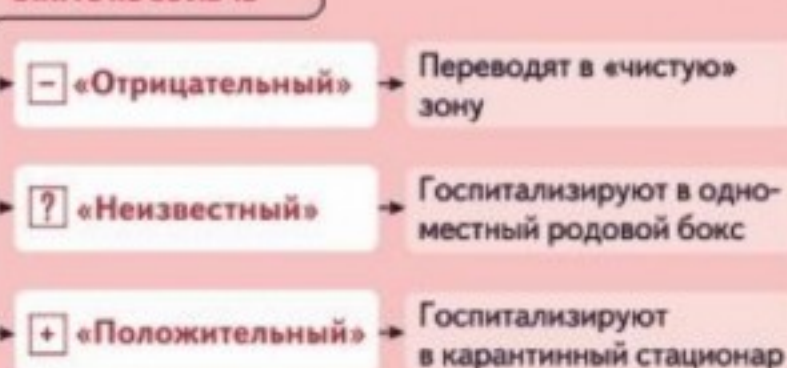 − «Отрицательный»
Переводят в «чистую»
зону
? «Неизвестный»
Госпитализируют в одно-
местный родовой бокс
+ «Положительный»
Госпитализируют
в карантинный стационар